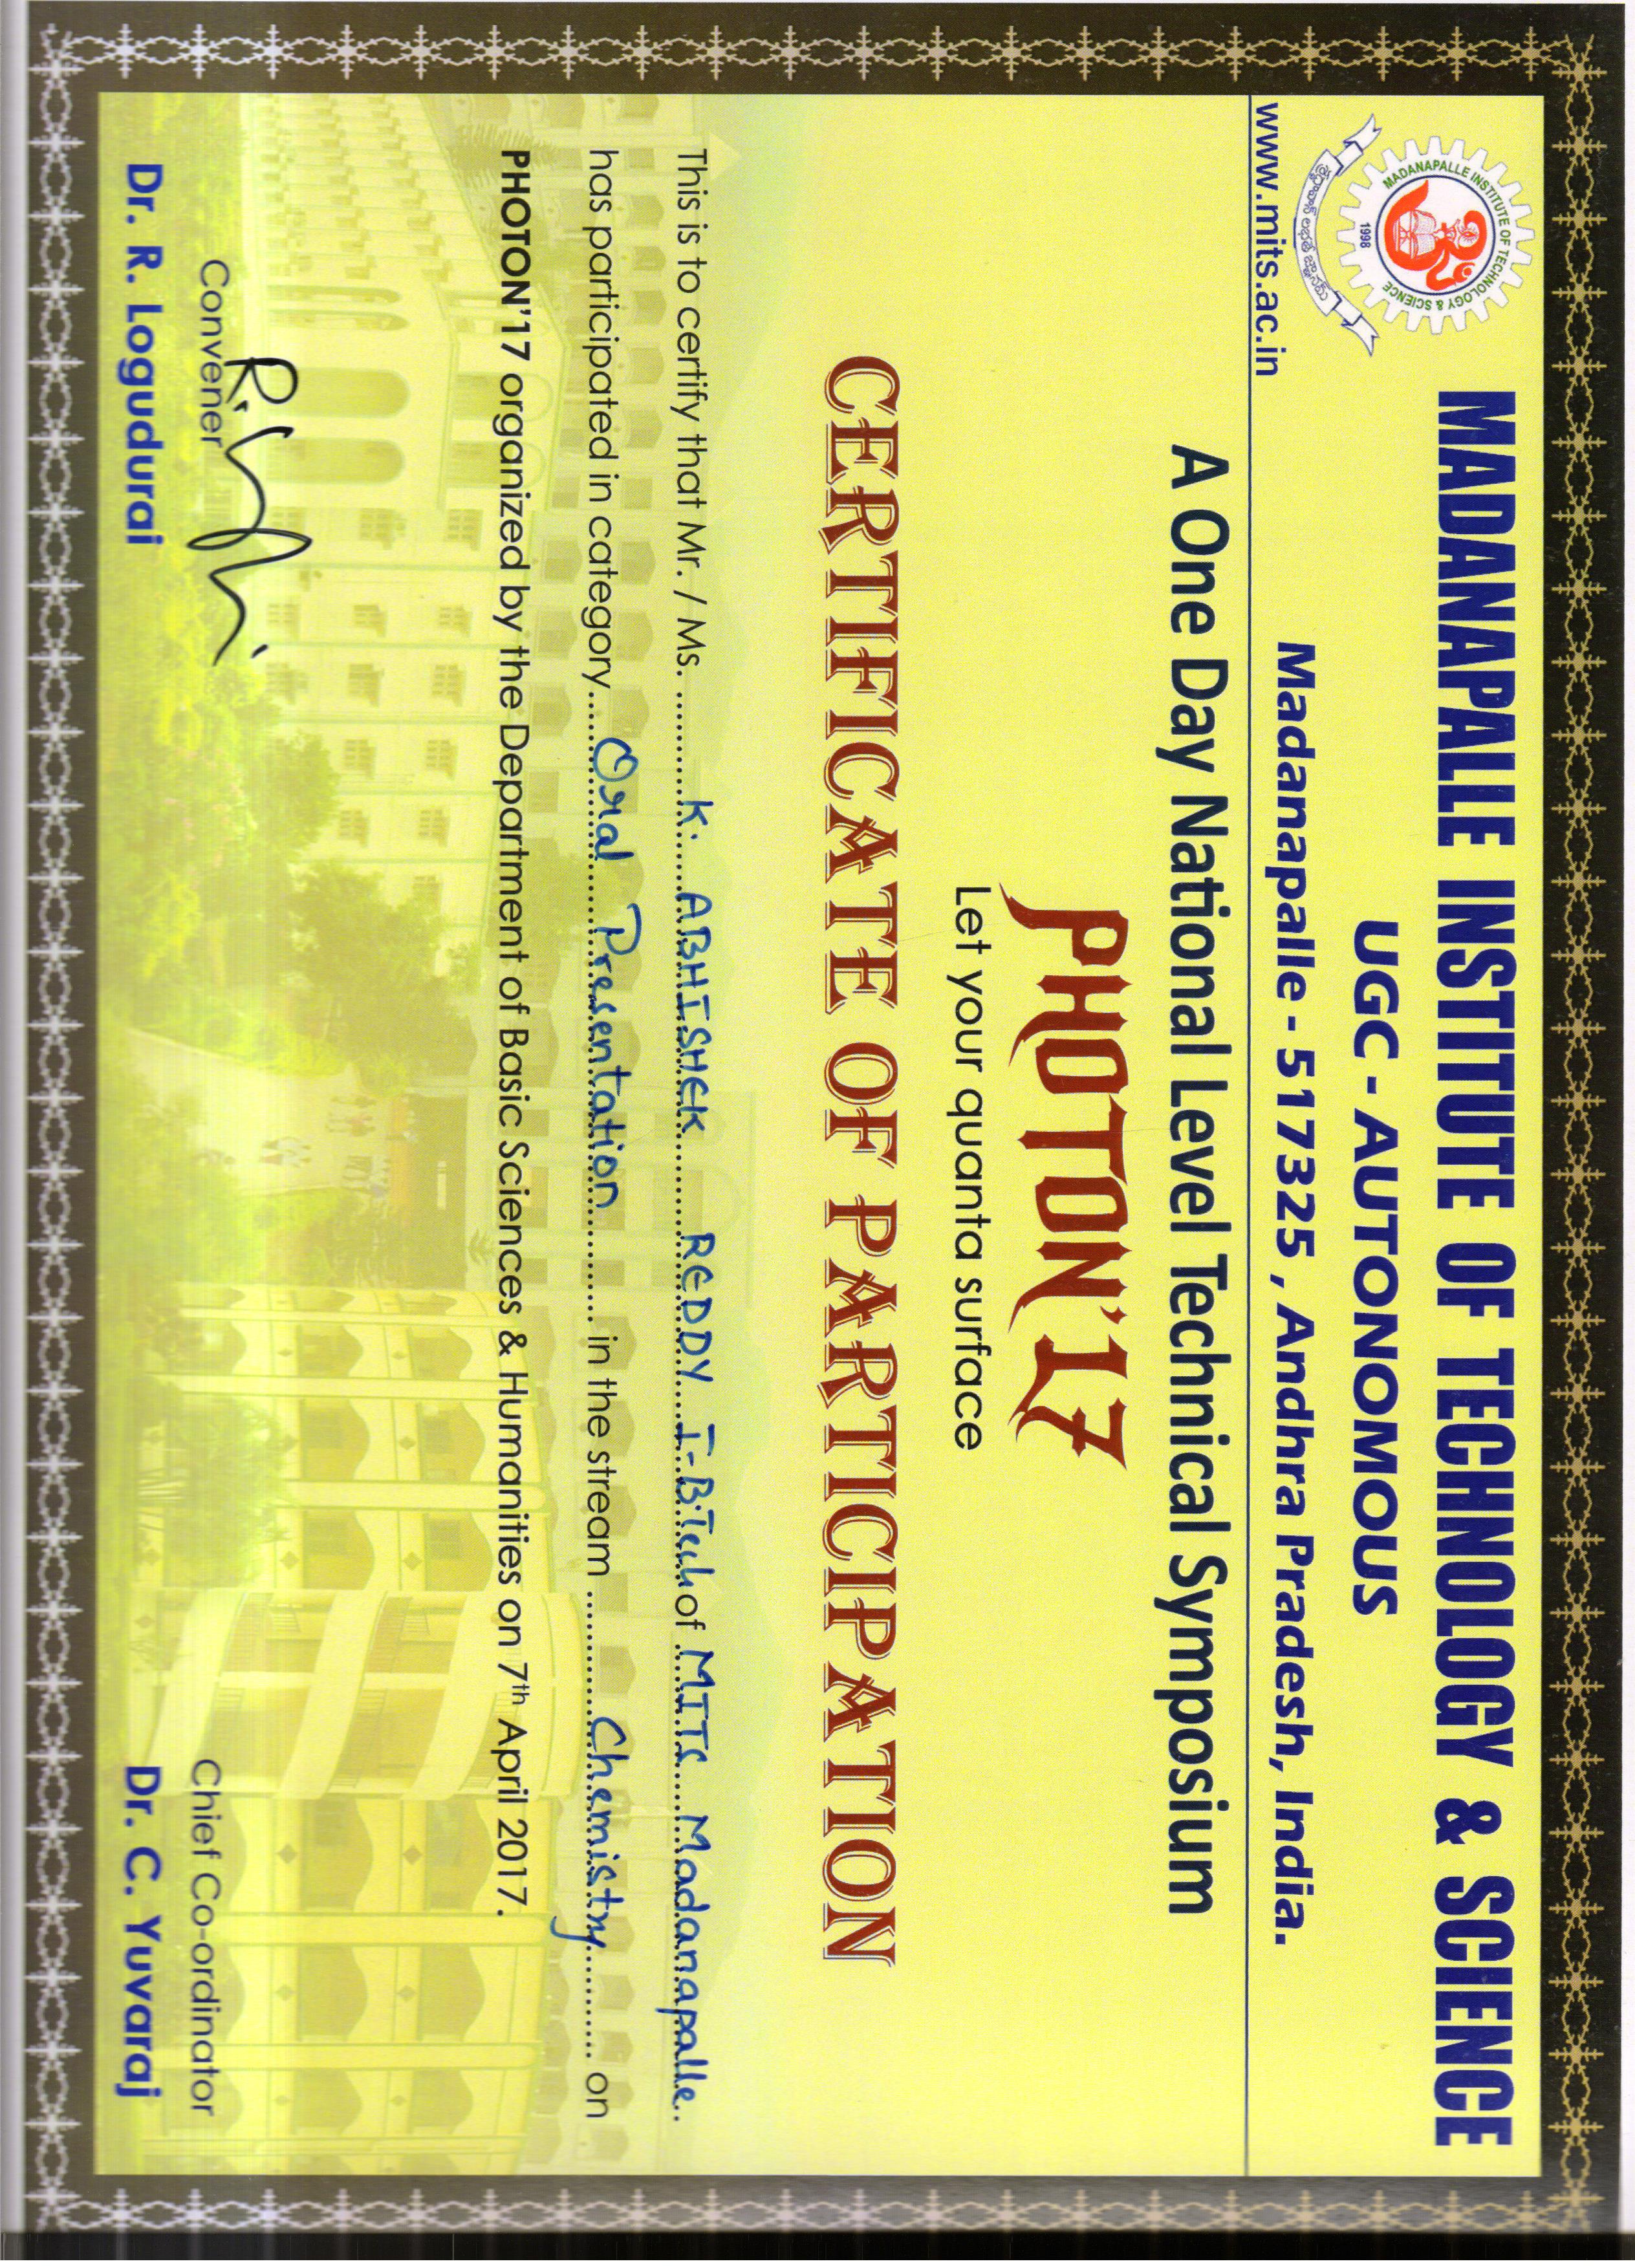 MADANAPALLE INSTITUTE OF TECHNOLOGY & SCIENCE
1998
శ్రద్ధావాన్ లభతే జ్ఞానమ్
www.mits.ac.in
MADANAPALLE INSTITUTE OF TECHNOLOGY & SCIENCE
UGC - AUTONOMOUS
Madanapalle - 517325 , Andhra Pradesh, India.
A One Day National Level Technical Symposium
PHOTON'17
Let your quanta surface
CERTIFICATE OF PARTICIPATION
This is to certify that Mr. / Ms. K. ABHISHEK REDDY I-B.Tech of MITS Madanapalle
has participated in category Oral Presentation in the stream Chemistry on
PHOTON'17 organized by the Department of Basic Sciences & Humanities on 7th April 2017.
Convener
Dr. R. Logudurai
Chief Co-ordinator
Dr. C. Yuvaraj